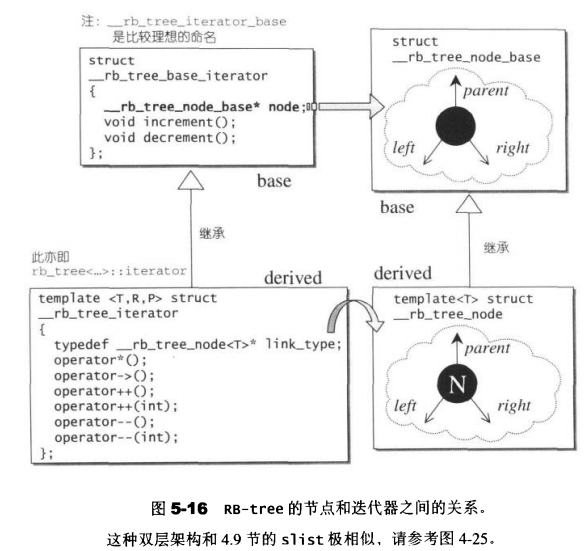 注：__rb_tree_iterator_base
是比较理想的命名
struct
__rb_tree_base_iterator
{
__rb_tree_node_base* node;
void increment();
void decrement();
};
base
struct
__rb_tree_node_base
parent
left
right
base
继承
继承
此亦即
rb_tree<…>::iterator
derived
derived
template <T,R,P> struct
__rb_tree_iterator
{
typedef __rb_tree_node<T>* link_type;
operator*();
operator->();
operator++();
operator++(int);
operator--();
operator--(int);
};
template<T> struct
__rb_tree_node
parent
N
left
right
图 5-16 RB-tree 的节点和迭代器之间的关系。
这种双层架构和 4.9 节的 slist 极相似，请参考图 4-25。